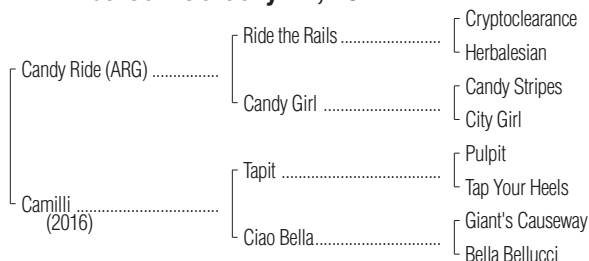 Cryptoclearance
Ride the Rails
Herbalesian
Candy Ride (ARG)
Candy Stripes
Candy Girl
City Girl
Pulpit
Tapit
Tap Your Heels
Camilli
(2016)
Giant's Causeway
Ciao Bella
Bella Bellucci